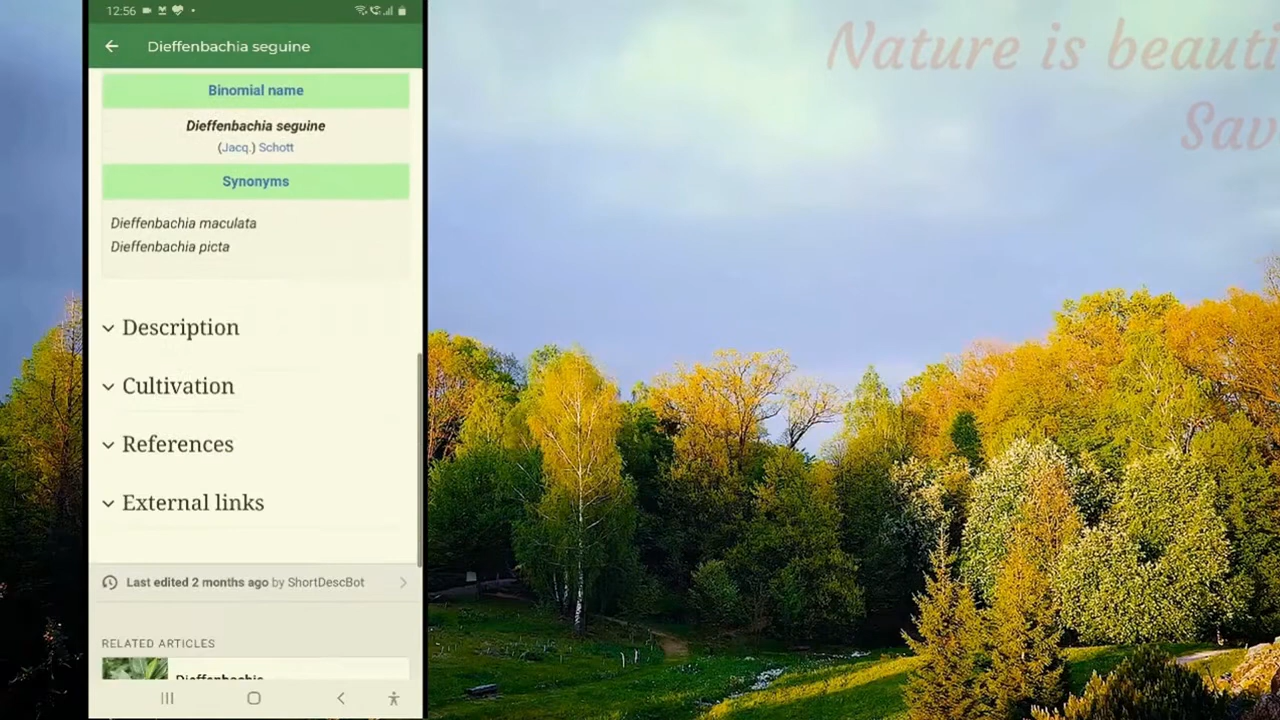 12:56
Dieffenbachia seguine
Binomial name
Dieffenbachia seguine
(Jacq.) Schott
Synonyms
Dieffenbachia maculata
Dieffenbachia picta
Description
Cultivation
References
External links
Last edited 2 months ago by ShortDescBot
RELATED ARTICLES
Dieffenbachia
Nature is beauti
Sav